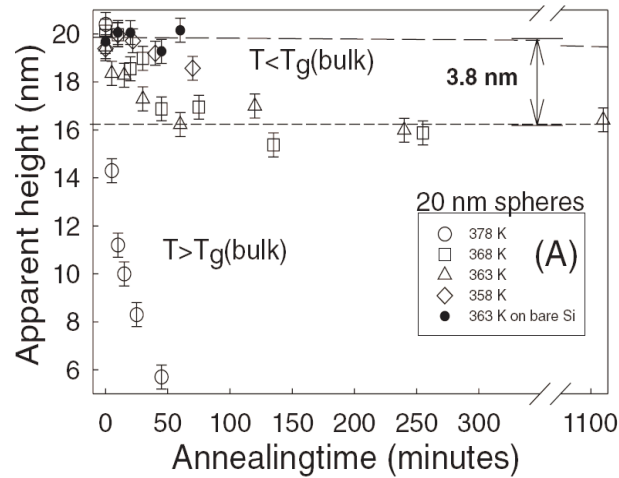 20
18
16
14
12
10
8
6
Apparent height (nm)
T<Tg(bulk)
3.8 nm
20 nm spheres
378 K
368 K
363 K
358 K
363 K on bare Si
(A)
T>Tg(bulk)
0 50 100 150 200 250 300 1100
Annealingtime (minutes)